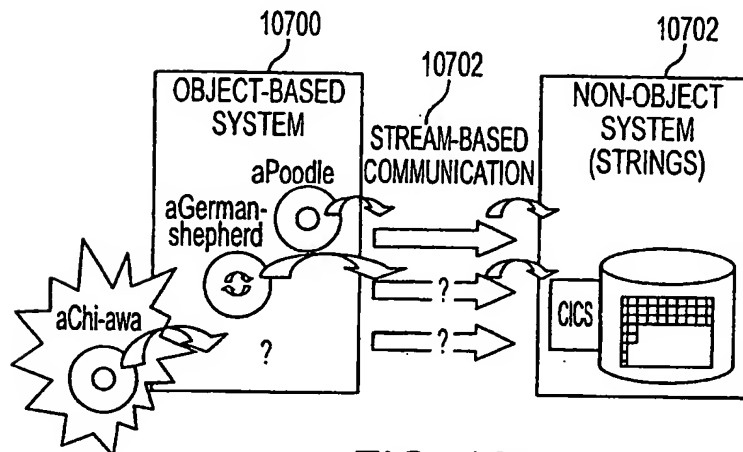 10700
10702
10702
OBJECT-BASED
SYSTEM
STREAM-BASED
COMMUNICATION
NON-OBJECT
SYSTEM
(STRINGS)
aPoodle
aGerman-
shepherd
aChi-awa
?
?
?
CICS